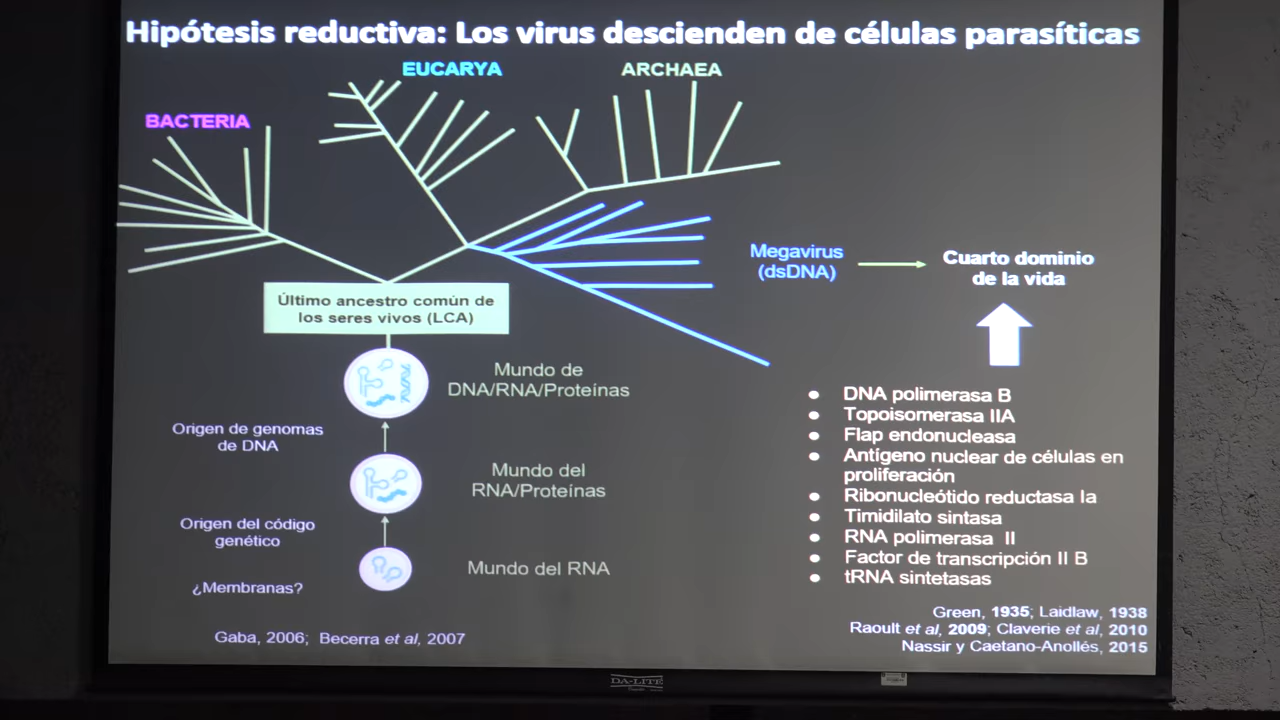 Hipótesis reductiva: Los virus descienden de células parasíticas
EUCARYA
ARCHAEA
BACTERIA
Megavirus
(dsDNA)
Cuarto dominio
de la vida
Último ancestro común de
los seres vivos (LCA)
Mundo de
DNA/RNA/Proteínas
Origen de genomas
de DNA
Mundo del
RNA/Proteínas
Origen del código
genético
Mundo del RNA
¿Membranas?
Gaba, 2006; Becerra et al, 2007
• DNA polimerasa B
• Topoisomerasa IIA
• Flap endonucleasa
• Antígeno nuclear de células en
proliferación
• Ribonucleótido reductasa Ia
• Timidilato sintasa
• RNA polimerasa II
• Factor de transcripción II B
• tRNA sintetasas
Green, 1935; Laidlaw, 1938
Raoult et al, 2009; Claverie et al, 2010
Nassir y Caetano-Anollés, 2015
DA-LITE